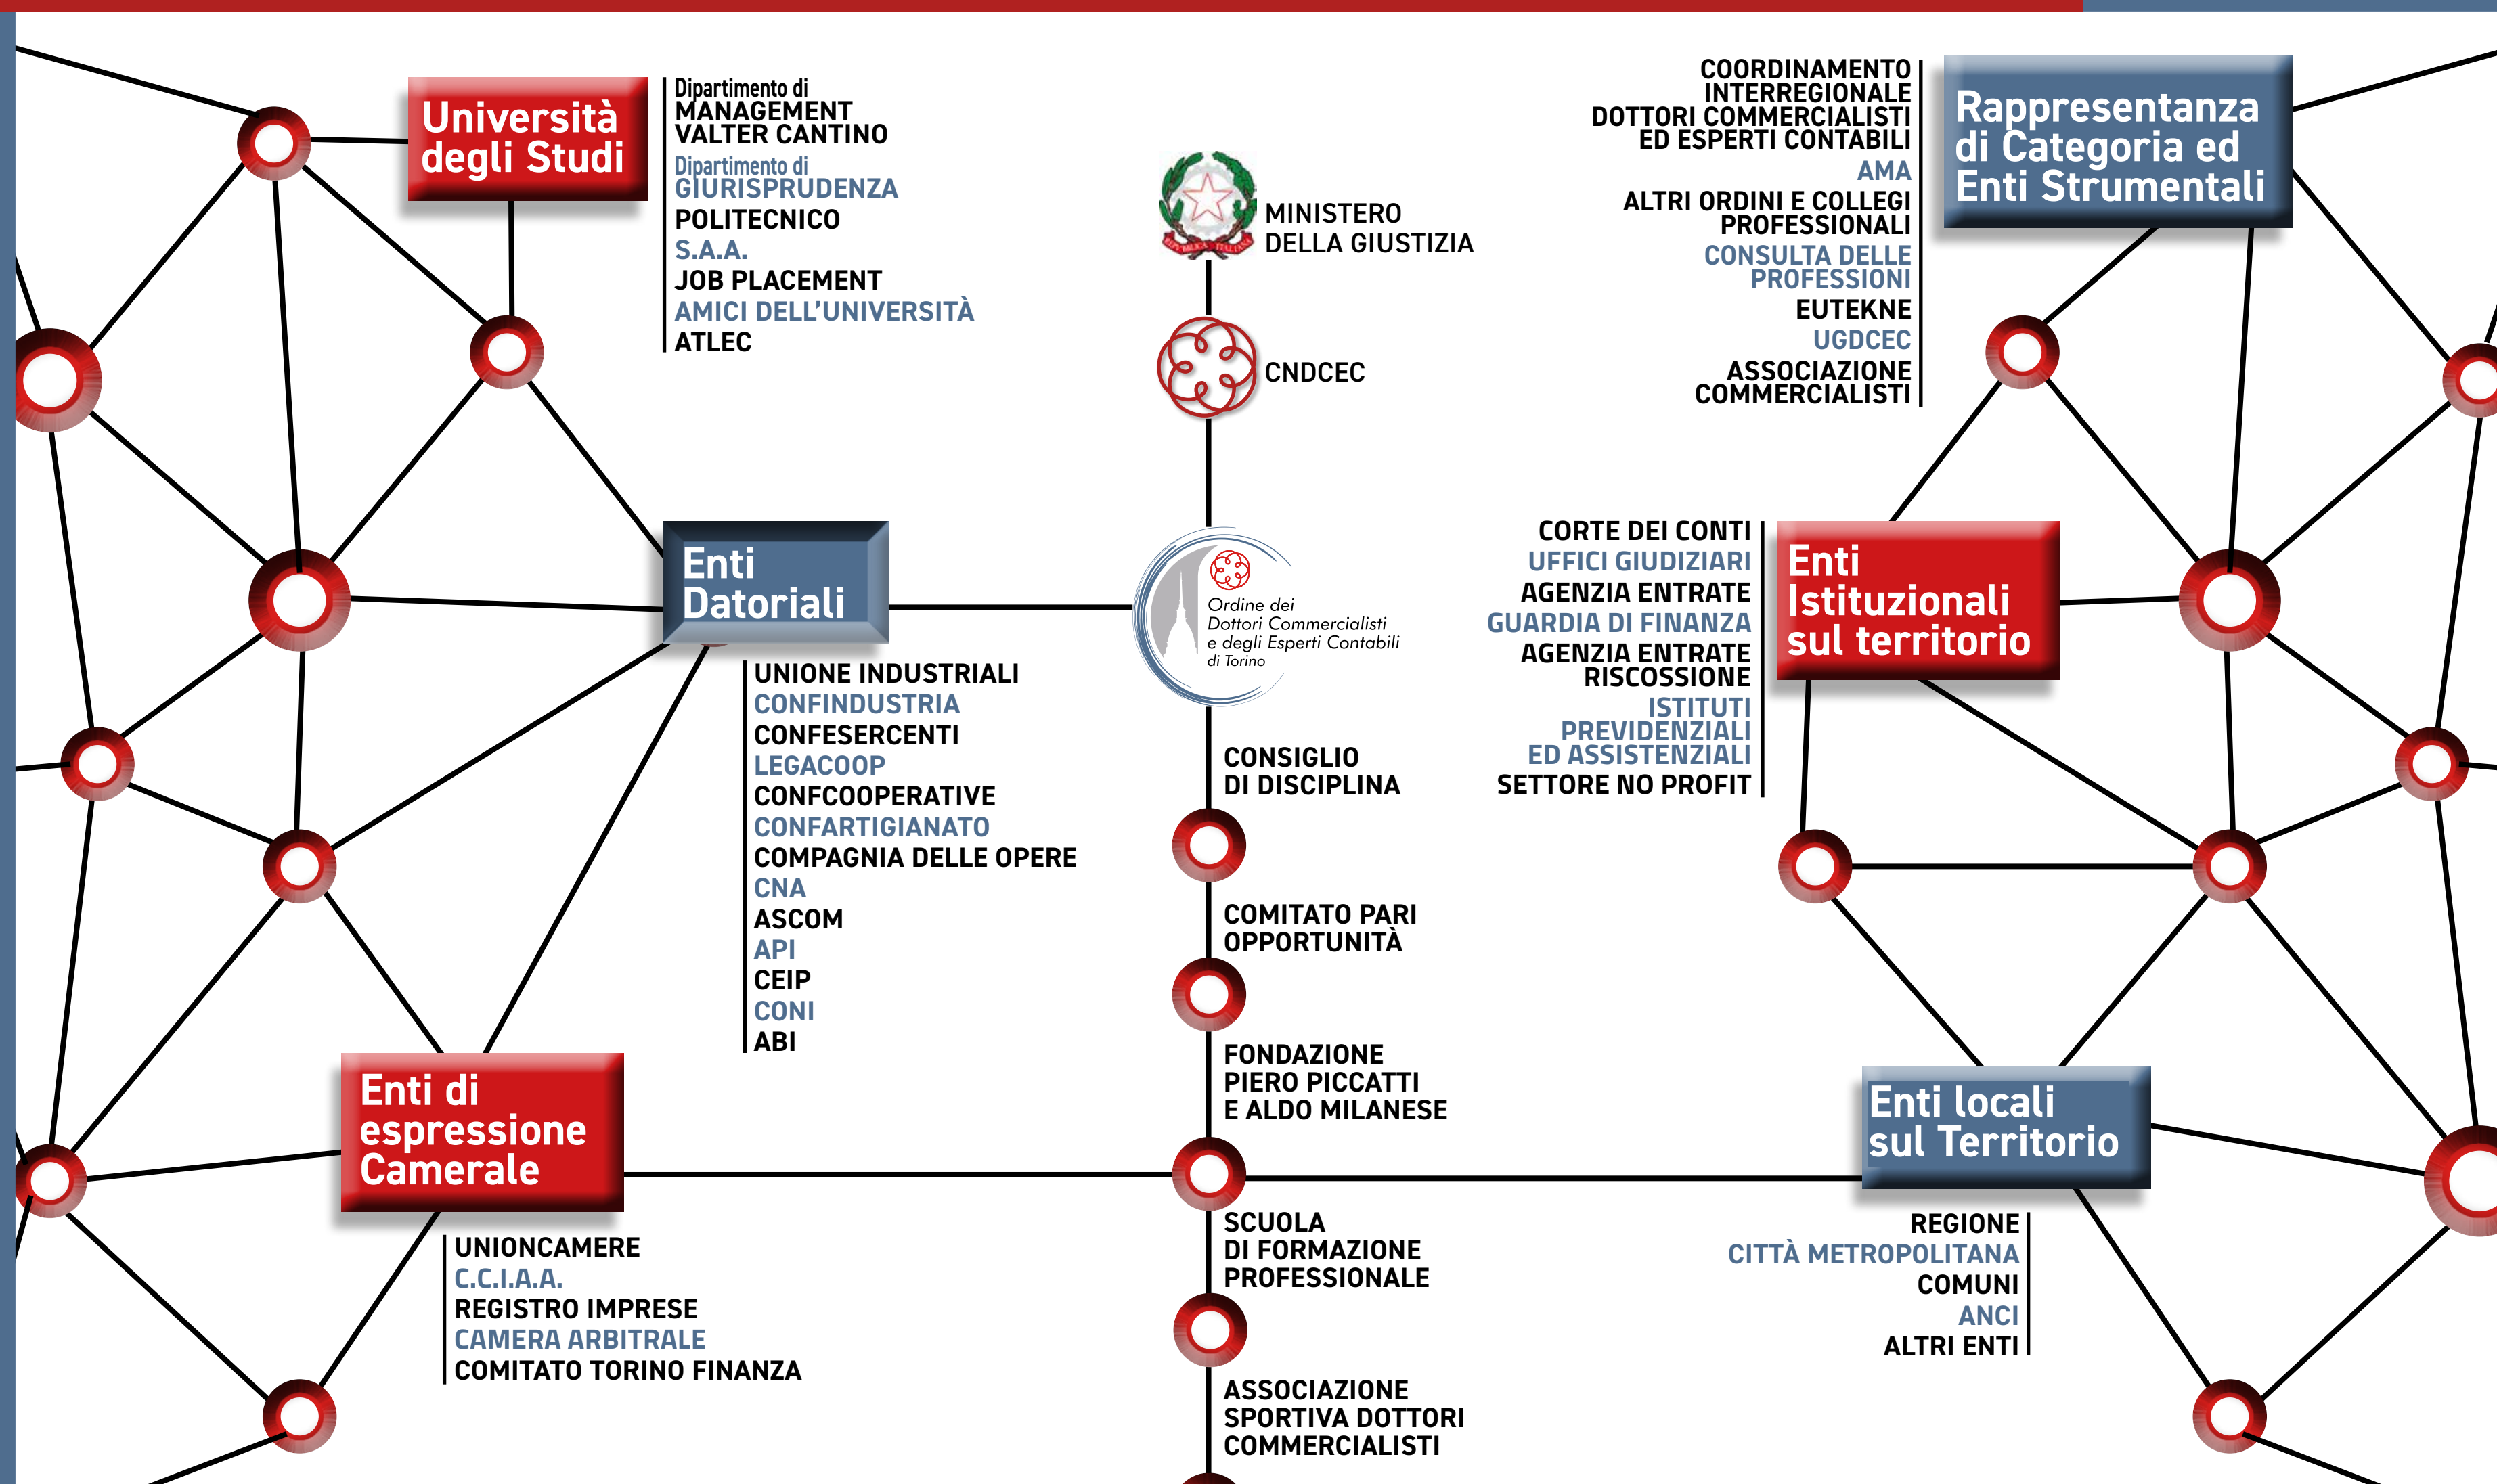 Università
degli Studi
Dipartimento di
MANAGEMENT
VALTER CANTINO
Dipartimento di
GIURISPRUDENZA
POLITECNICO
S.A.A.
JOB PLACEMENT
AMICI DELL’UNIVERSITÀ
ATLEC
REPVBBLICA ITALIANA
MINISTERO
DELLA GIUSTIZIA
CNDCEC
COORDINAMENTO
INTERREGIONALE
DOTTORI COMMERCIALISTI
ED ESPERTI CONTABILI
AMA
ALTRI ORDINI E COLLEGI
PROFESSIONALI
CONSULTA DELLE
PROFESSIONI
EUTEKNE
UGDCEC
ASSOCIAZIONE
COMMERCIALISTI
Rappresentanza
di Categoria ed
Enti Strumentali
Enti
Datoriali
UNIONE INDUSTRIALI
CONFINDUSTRIA
CONFESERCENTI
LEGACOOP
CONFCOOPERATIVE
CONFARTIGIANATO
COMPAGNIA DELLE OPERE
CNA
ASCOM
API
CEIP
CONI
ABI
Ordine dei
Dottori Commercialisti
e degli Esperti Contabili
di Torino
CORTE DEI CONTI
UFFICI GIUDIZIARI
AGENZIA ENTRATE
GUARDIA DI FINANZA
AGENZIA ENTRATE
RISCOSSIONE
ISTITUTI
PREVIDENZIALI
ED ASSISTENZIALI
SETTORE NO PROFIT
Enti
Istituzionali
sul territorio
CONSIGLIO
DI DISCIPLINA
COMITATO PARI
OPPORTUNITÀ
FONDAZIONE
PIERO PICCATTI
E ALDO MILANESE
SCUOLA
DI FORMAZIONE
PROFESSIONALE
ASSOCIAZIONE
SPORTIVA DOTTORI
COMMERCIALISTI
Enti di
espressione
Camerale
UNIONCAMERE
C.C.I.A.A.
REGISTRO IMPRESE
CAMERA ARBITRALE
COMITATO TORINO FINANZA
Enti locali
sul Territorio
REGIONE
CITTÀ METROPOLITANA
COMUNI
ANCI
ALTRI ENTI